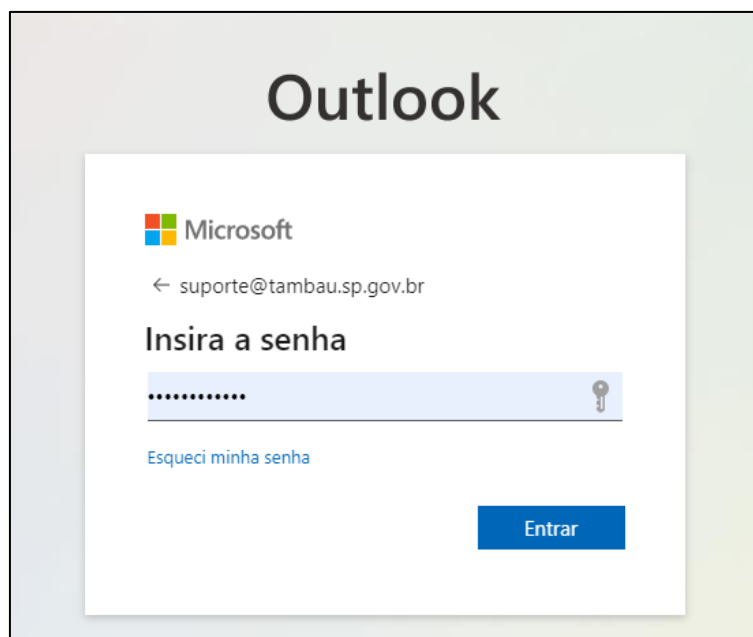 Outlook
Microsoft
← suporte@tambau.sp.gov.br
Insira a senha
••••••••••••
Esqueci minha senha
Entrar